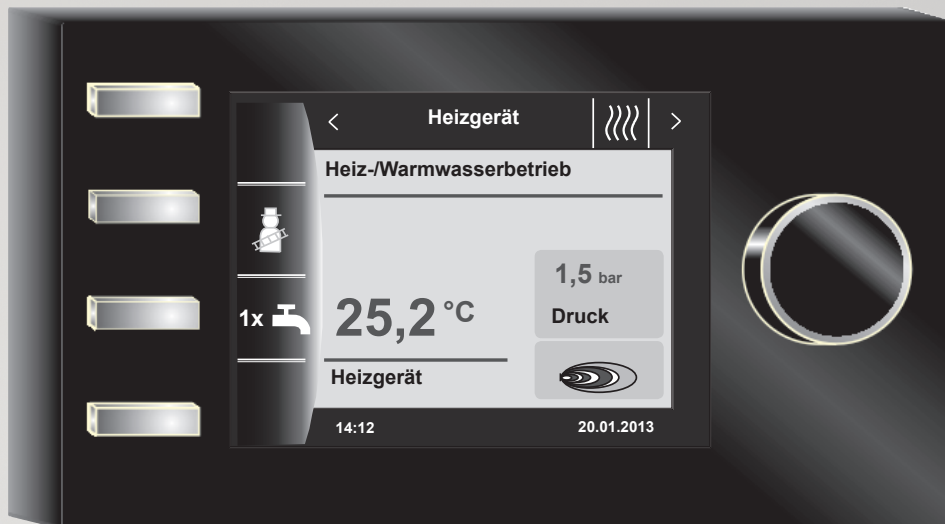 Heizgerät
Heiz-/Warmwasserbetrieb
1,5 bar
1x
25,2 °C
Druck
Heizgerät
14:12
20.01.2013